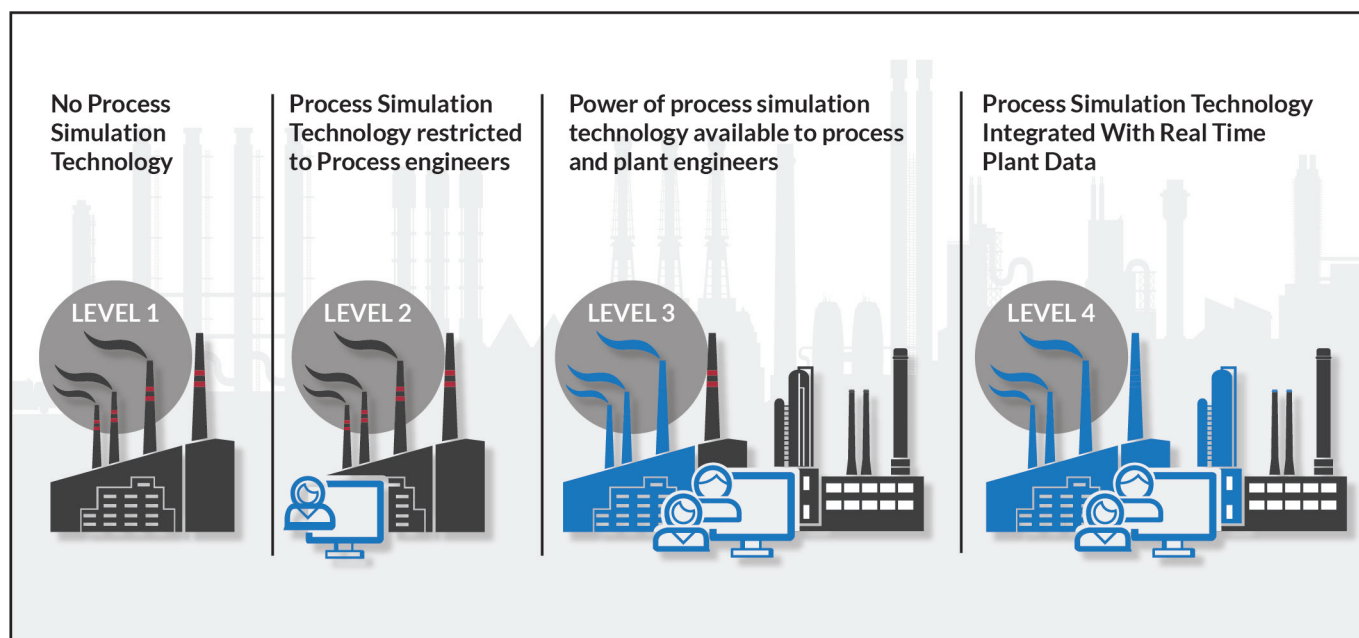 No Process
Simulation
Technology
LEVEL 1
Process Simulation
Technology restricted
to Process engineers
LEVEL 2
Power of process simulation
technology available to process
and plant engineers
LEVEL 3
Process Simulation Technology
Integrated With Real Time
Plant Data
LEVEL 4